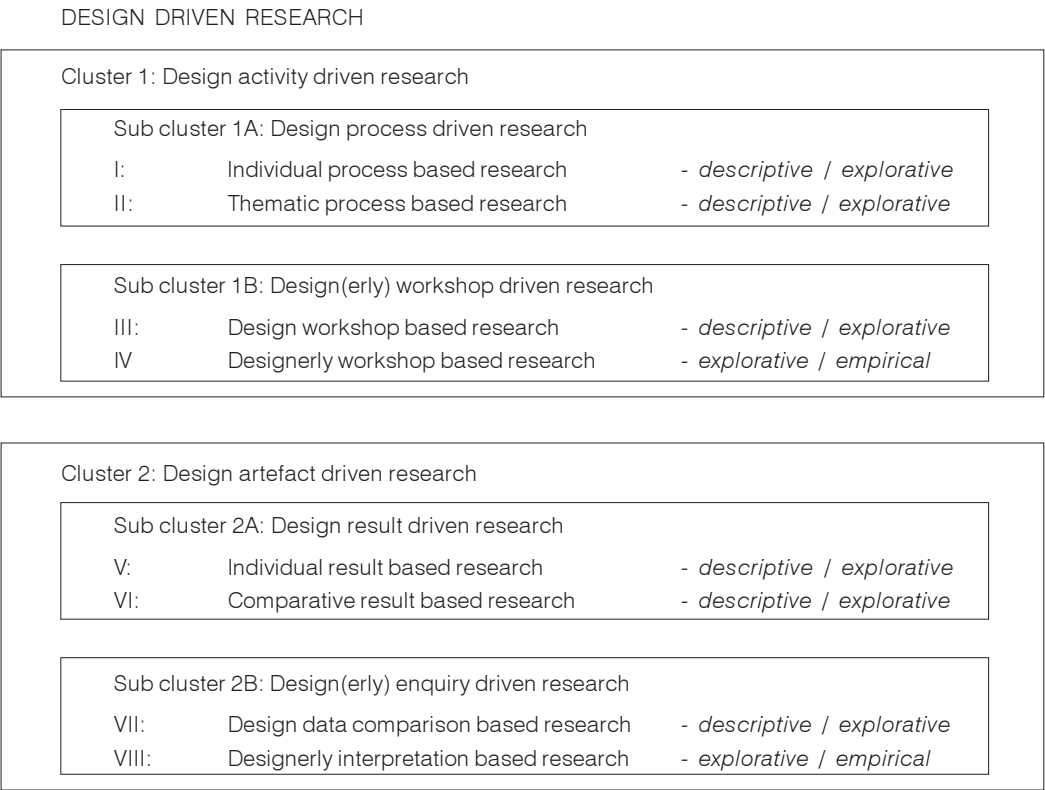 DESIGN DRIVEN RESEARCH
Cluster 1: Design activity driven research
Sub cluster 1A: Design process driven research
I: Individual process based research - descriptive / explorative
II: Thematic process based research - descriptive / explorative
Sub cluster 1B: Design(erly) workshop driven research
III: Design workshop based research - descriptive / explorative
IV Designerly workshop based research - explorative / empirical
Cluster 2: Design artefact driven research
Sub cluster 2A: Design result driven research
V: Individual result based research - descriptive / explorative
VI: Comparative result based research - descriptive / explorative
Sub cluster 2B: Design(erly) enquiry driven research
VII: Design data comparison based research - descriptive / explorative
VIII: Designerly interpretation based research - explorative / empirical